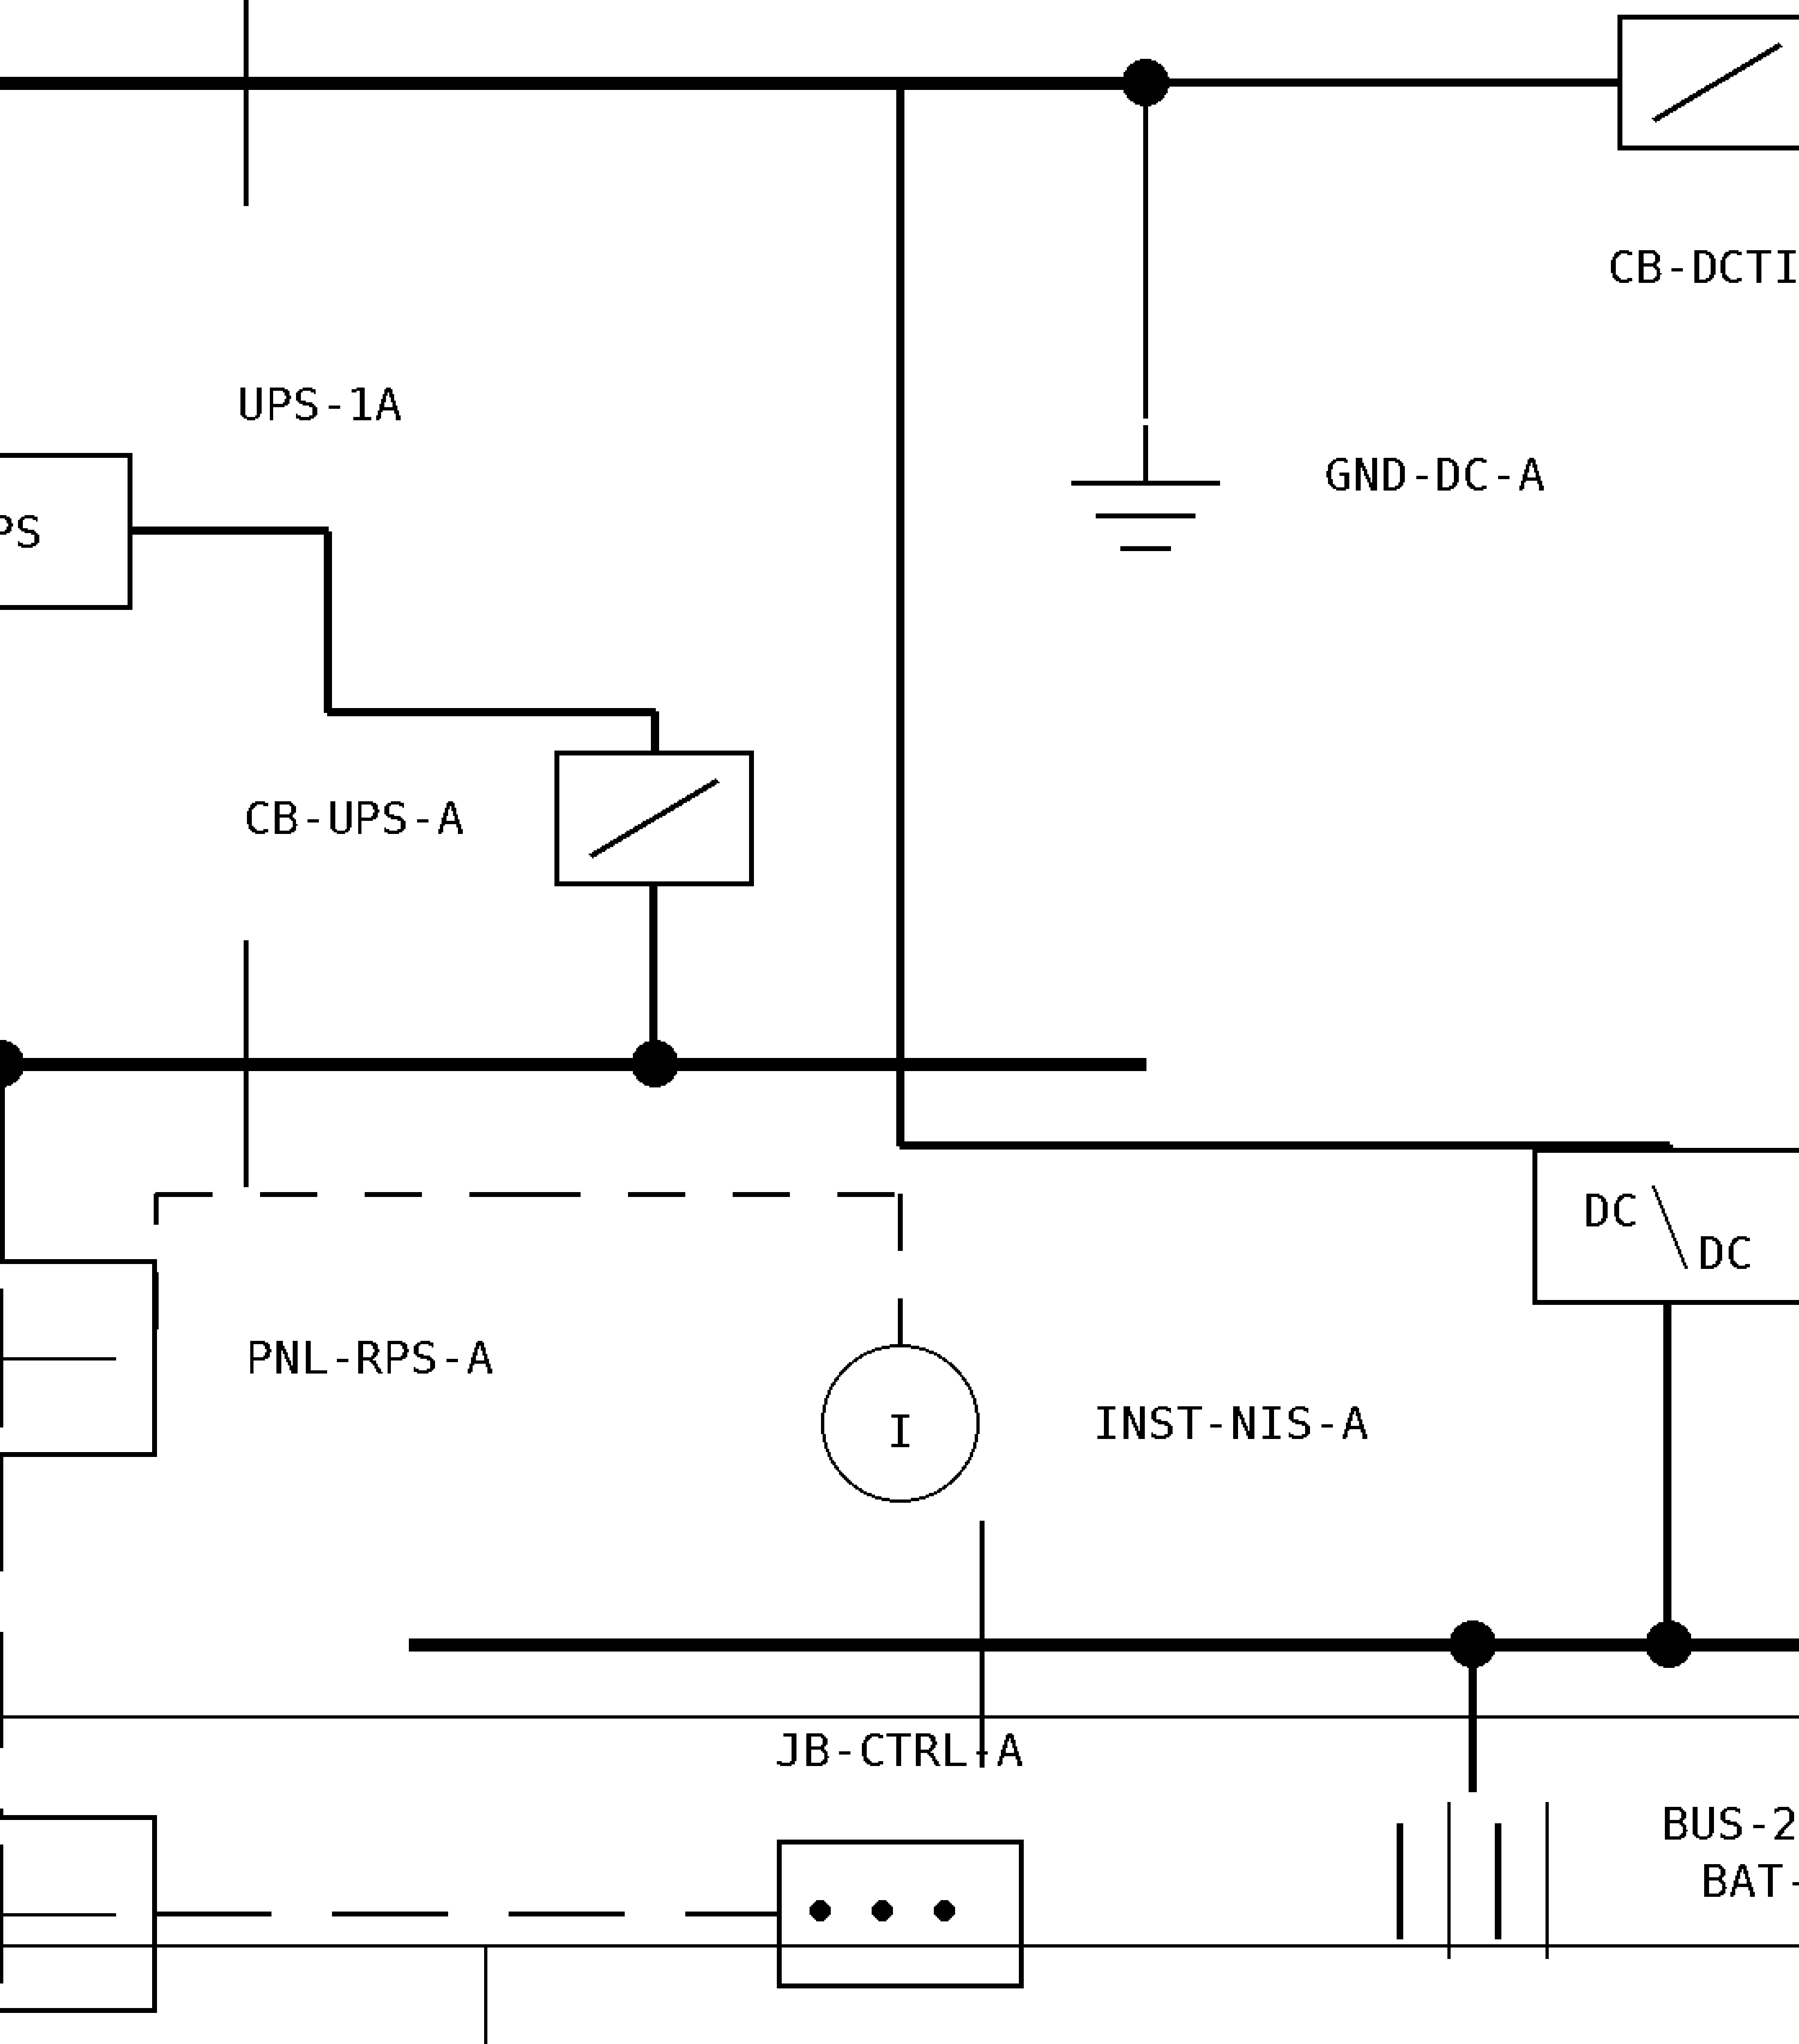 CB-DCTI
UPS-1A
GND-DC-A
PS
CB-UPS-A
DC
DC
PNL-RPS-A
INST-NIS-A
I
JB-CTRL-A
BUS-2
BAT-